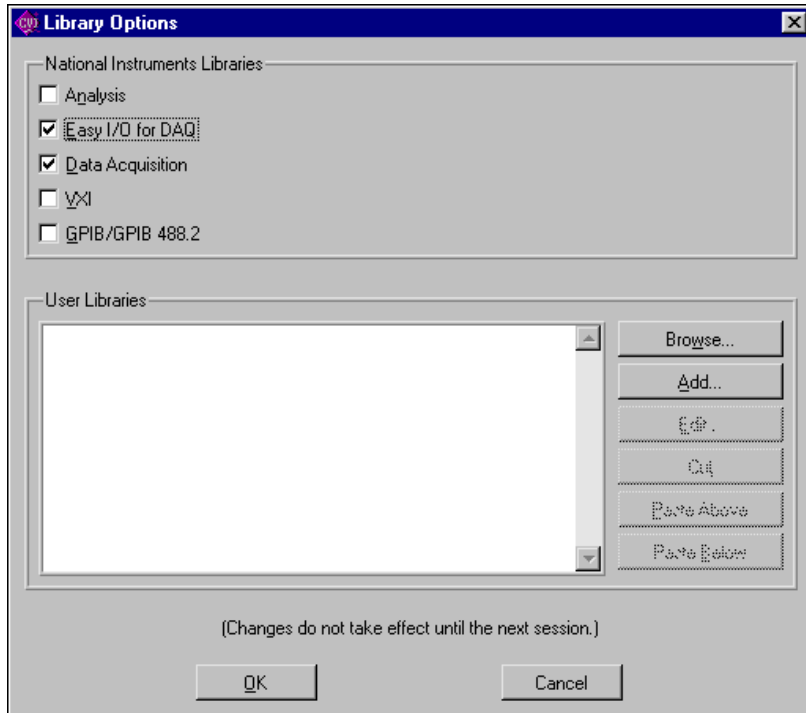 CVI Library Options
National Instruments Libraries
Analysis
Easy I/O for DAQ
Data Acquisition
VXI
GPIB/GPIB 488.2
User Libraries
Browse...
Add...
Edit...
Cut
Paste Above
Paste Below
(Changes do not take effect until the next session.)
OK
Cancel